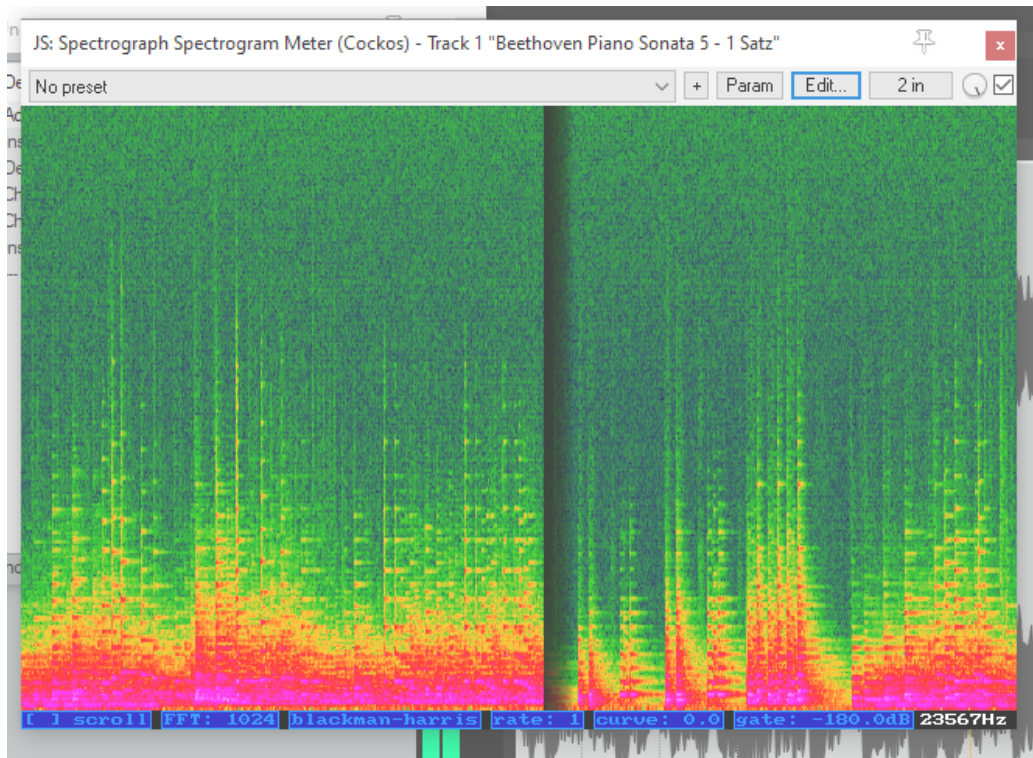 JS: Spectrograph Spectrogram Meter (Cockos) - Track 1 "Beethoven Piano Sonata 5 - 1 Satz"
x
No preset + Param Edit... 2 in
[ ] scroll FFT: 1024 blackman-harris rate: 1 curve: 0.0 gate: -180.0dB 23567Hz